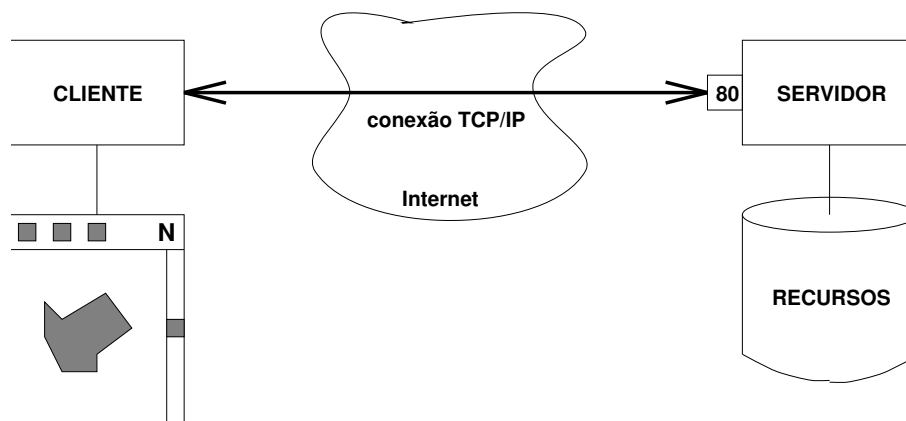 CLIENTE
80
SERVIDOR
conexão TCP/IP
Internet
N
RECURSOS